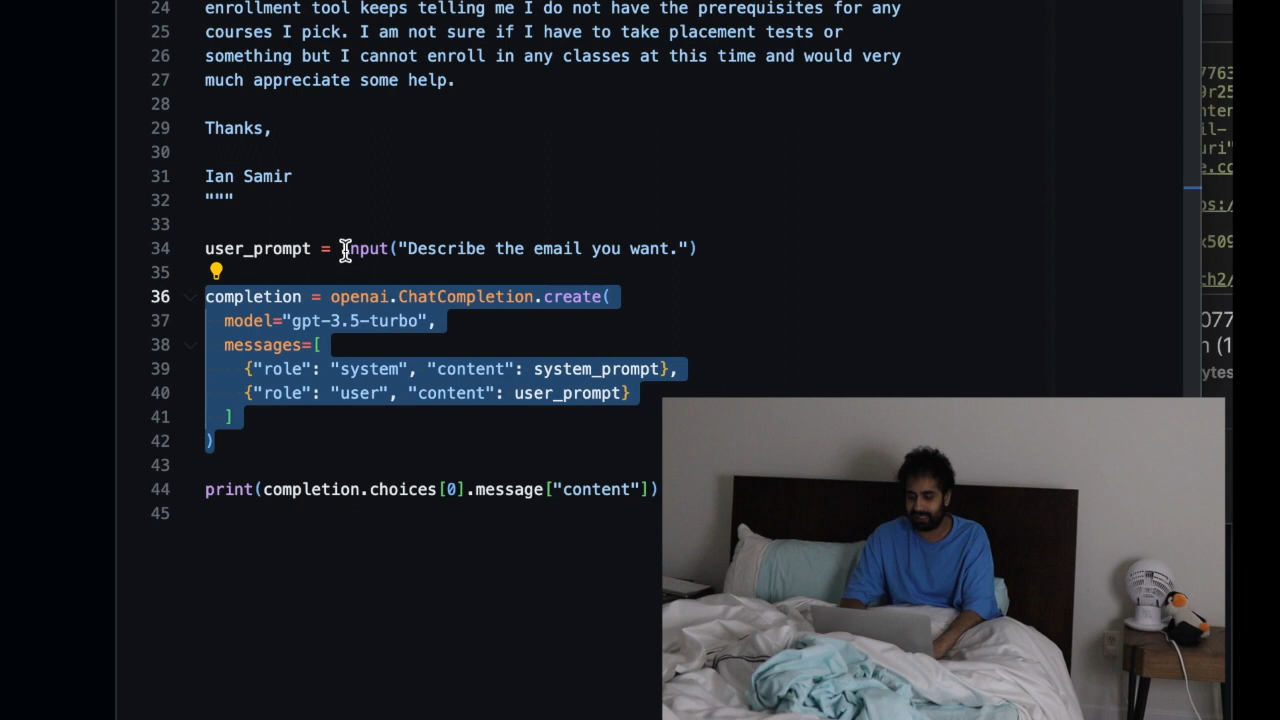 24 enrollment tool keeps telling me I do not have the prerequisites for any
25 courses I pick. I am not sure if I have to take placement tests or
26 something but I cannot enroll in any classes at this time and would very
27 much appreciate some help.
28
29 Thanks,
30
31 Ian Samir
32 """
33
34 user_prompt = input("Describe the email you want.")
35
36 completion = openai.ChatCompletion.create(
37 model="gpt-3.5-turbo",
38 messages=[
39 {"role": "system", "content": system_prompt},
40 {"role": "user", "content": user_prompt}
41 ]
42 )
43
44 print(completion.choices[0].message["content"])
45